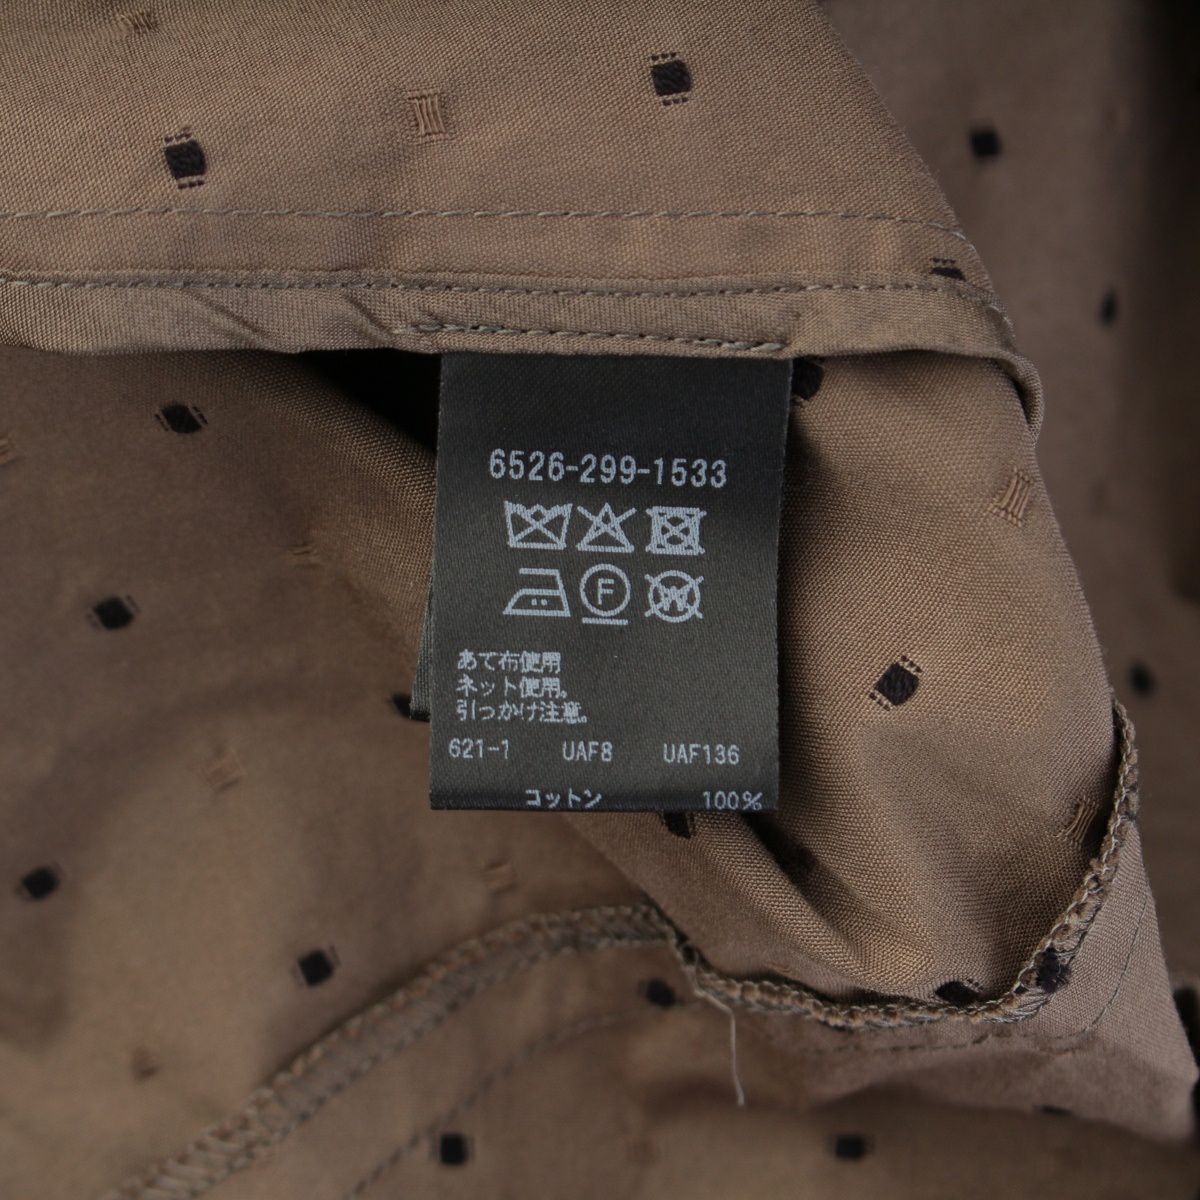 6526-299-1533
F
W
あて布使用
ネット使用。
引っかけ注意。
621-1 UAF8 UAF136
コットン 100%